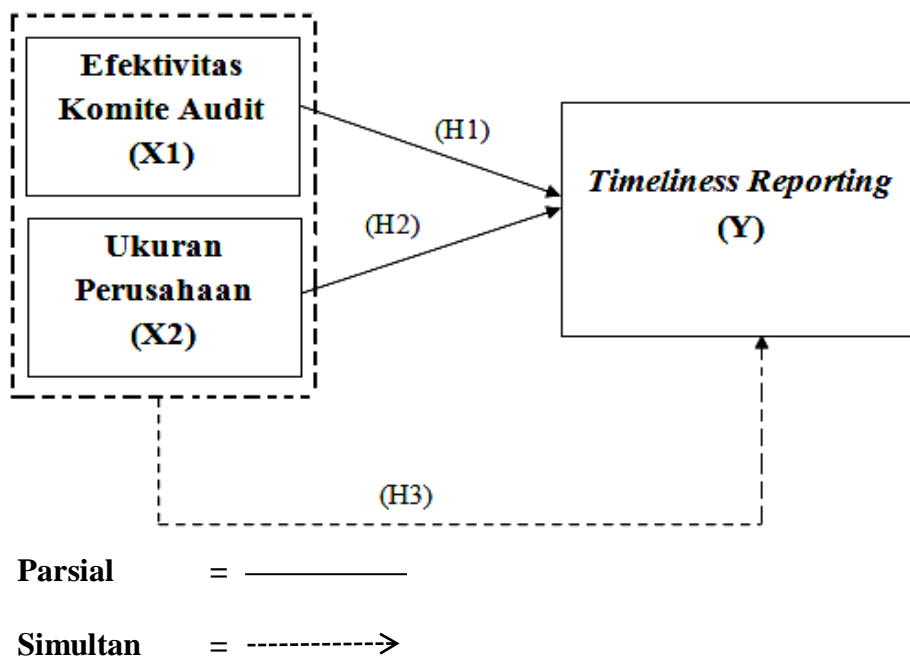 Efektivitas
Komite Audit
(X1)
(H1)
Timeliness Reporting
(Y)
(H2)
Ukuran
Perusahaan
(X2)
(H3)
Parsial =
Simultan =